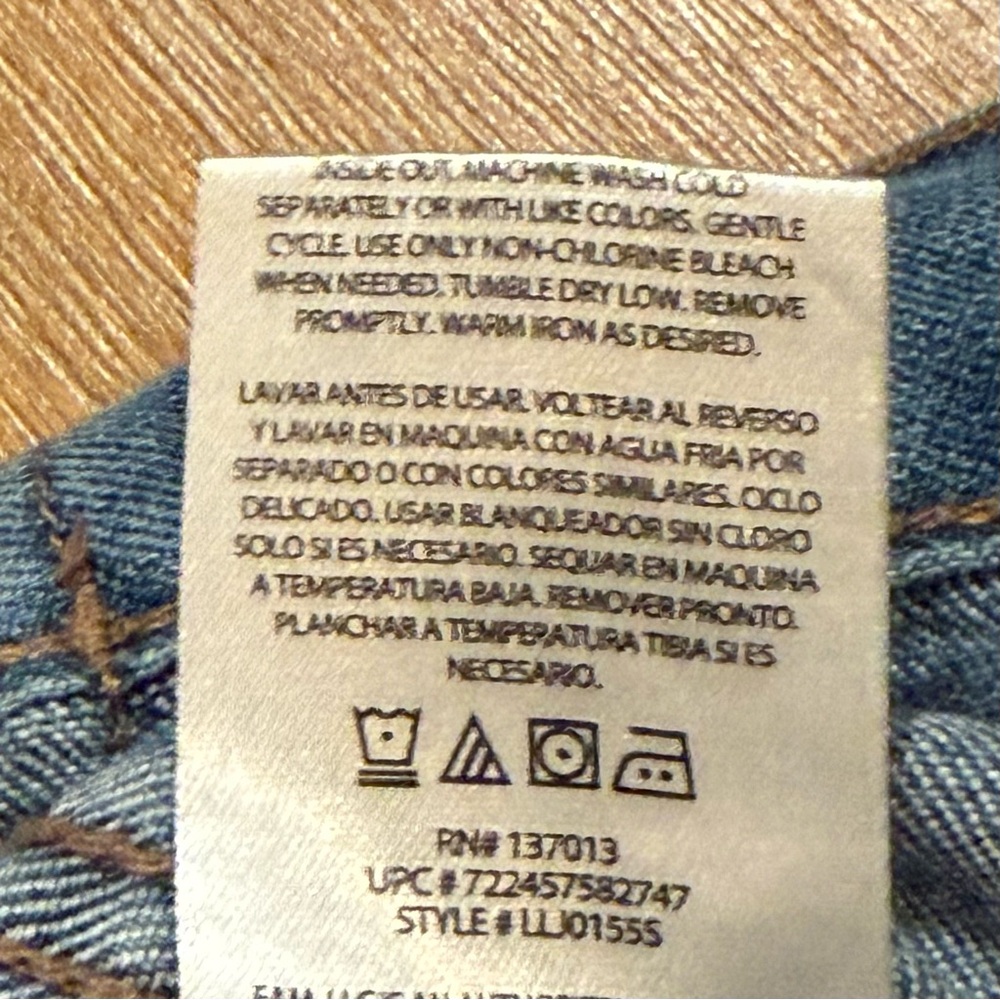 INSIDE OUT. MACHINE WASH COLD
SEPARATELY OR WITH LIKE COLORS. GENTLE
CYCLE. USE ONLY NON-CHLORINE BLEACH
WHEN NEEDED. TUMBLE DRY LOW. REMOVE
PROMPTLY. WARM IRON AS DESIRED.
LAVAR ANTES DE USAR. VOLTEAR AL REVERSO
Y LAVAR EN MAQUINA CON AGUA FRIA POR
SEPARADO O CON COLORES SIMILARES. CICLO
DELICADO. USAR BLANQUEADOR SIN CLORO
SOLO SI ES NECESARIO. SEQUAR EN MAQUINA
A TEMPERATURA BAJA. REMOVER PRONTO.
PLANCHAR A TEMPERATURA TIBIA SI ES
NECESARIO.
RN# 137013
UPC # 722457582747
STYLE # LLJ0155S